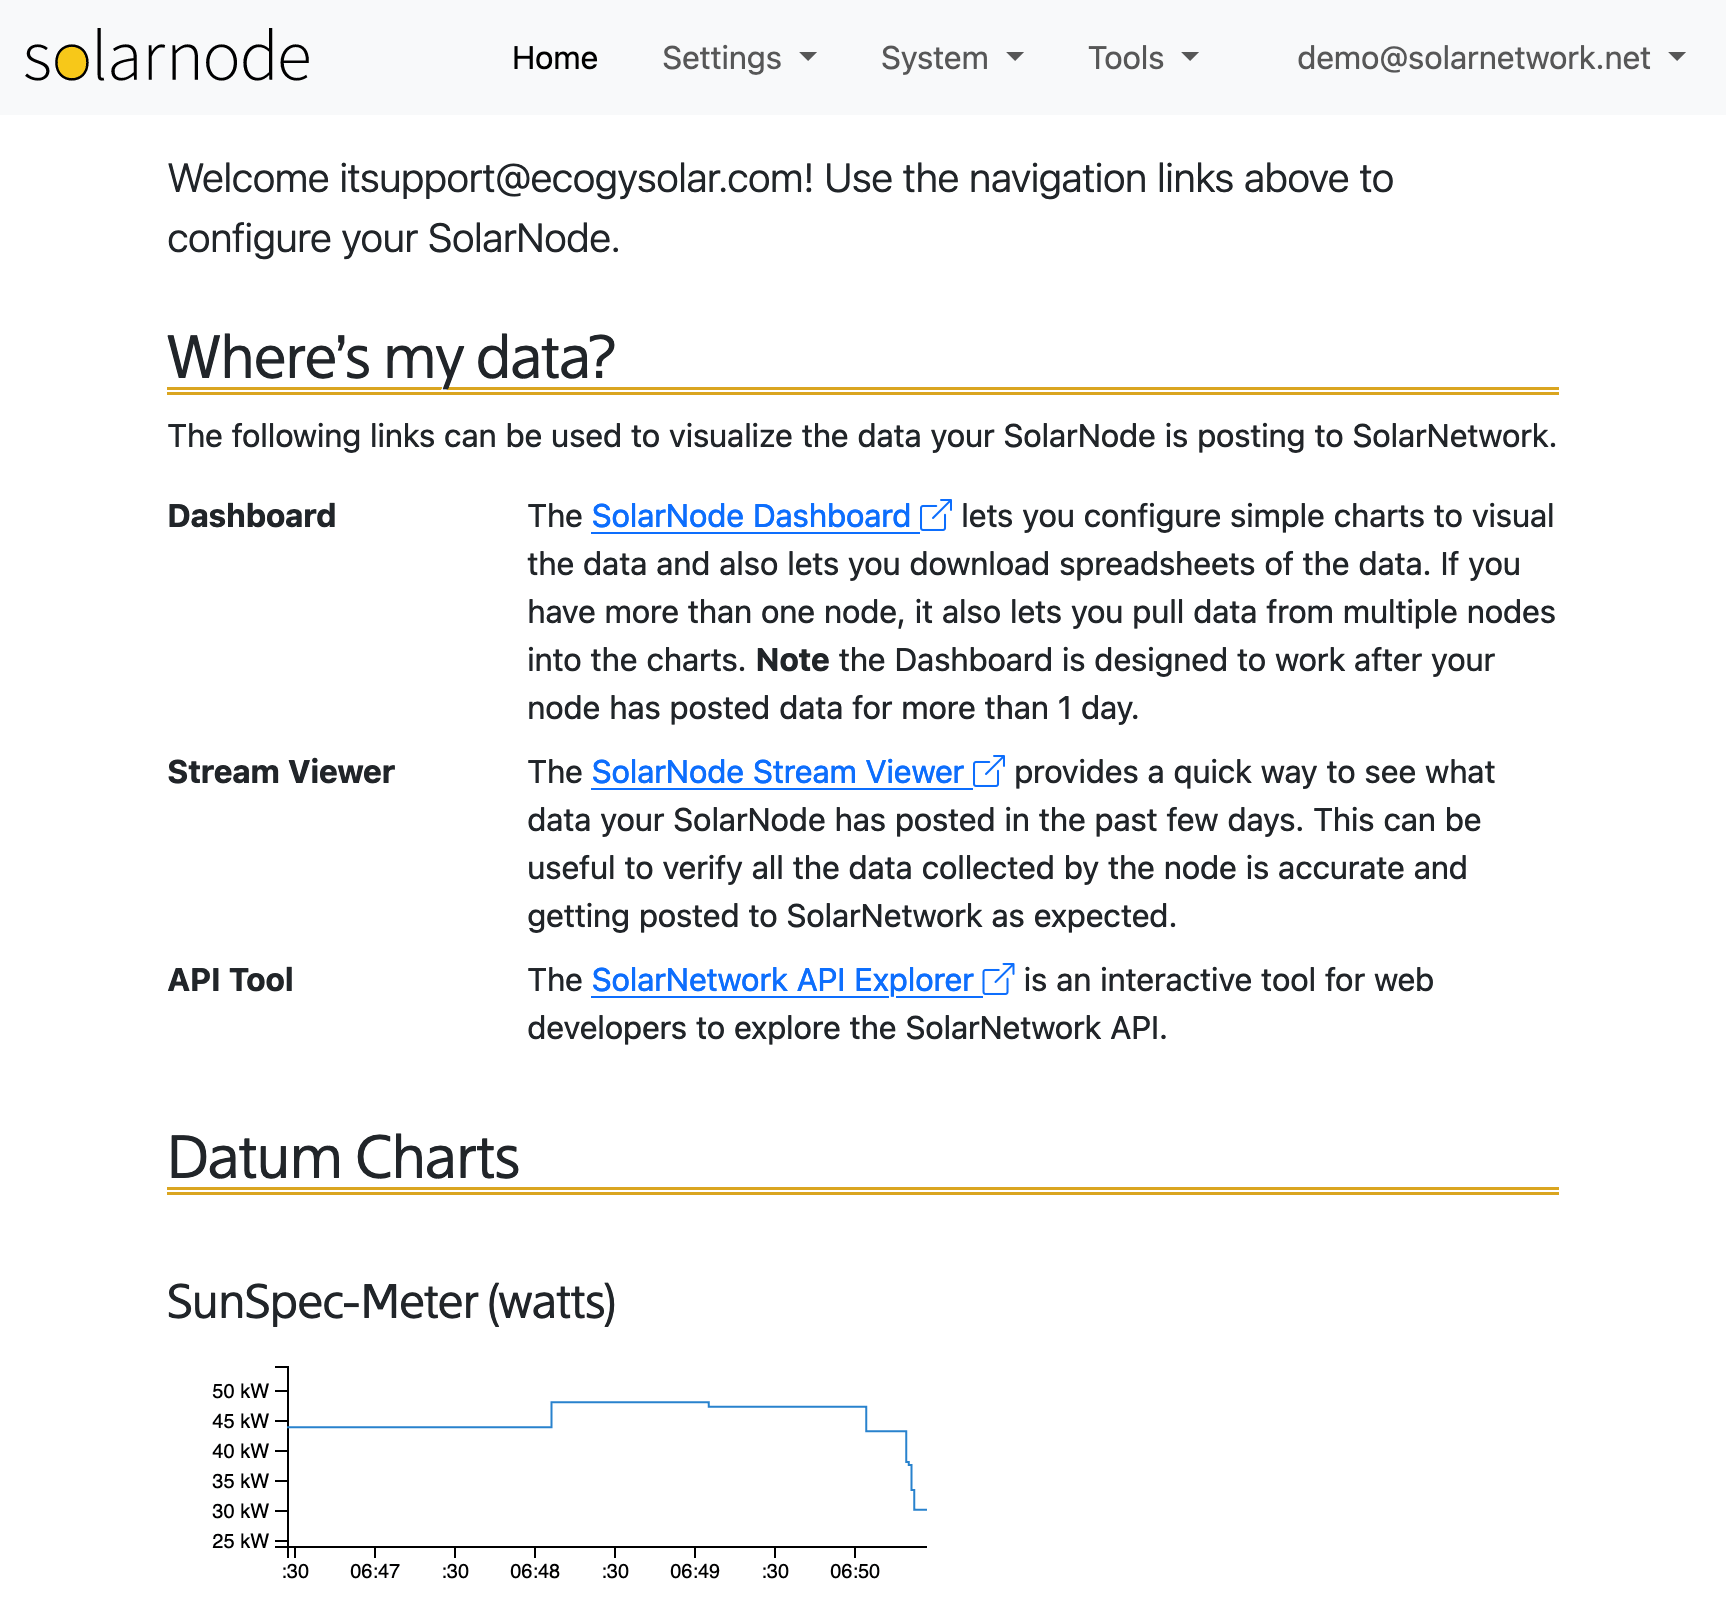 solarnode Home Settings System Tools demo@solarnetwork.net
Welcome itsupport@ecogysolar.com! Use the navigation links above to
configure your SolarNode.
Where's my data?
The following links can be used to visualize the data your SolarNode is posting to SolarNetwork.
Dashboard The SolarNode Dashboard lets you configure simple charts to visual
the data and also lets you download spreadsheets of the data. If you
have more than one node, it also lets you pull data from multiple nodes
into the charts. Note the Dashboard is designed to work after your
node has posted data for more than 1 day.
Stream Viewer The SolarNode Stream Viewer provides a quick way to see what
data your SolarNode has posted in the past few days. This can be
useful to verify all the data collected by the node is accurate and
getting posted to SolarNetwork as expected.
API Tool The SolarNetwork API Explorer is an interactive tool for web
developers to explore the SolarNetwork API.
Datum Charts
SunSpec-Meter (watts)
50 kW
45 kW
40 kW
35 kW
30 kW
25 kW
:30 06:47 :30 06:48 :30 06:49 :30 06:50